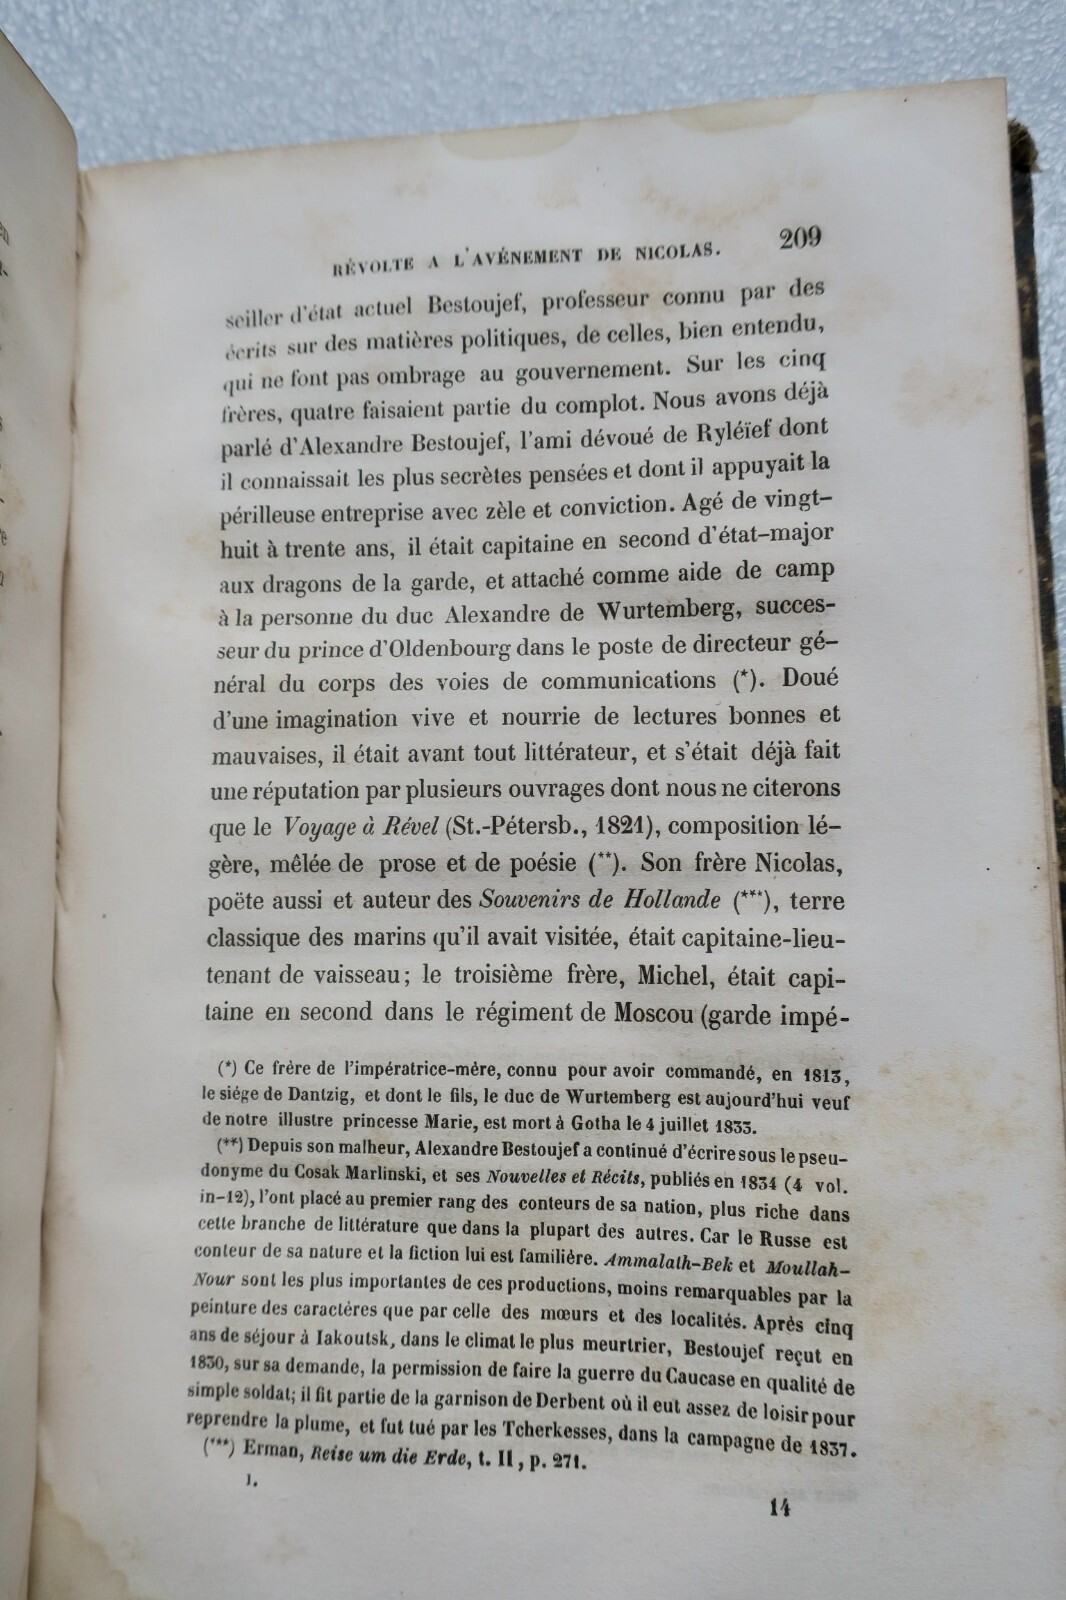 RÉVOLTE A L'AVÉNEMENT DE NICOLAS. 209
seiller d'état actuel Bestoujef, professeur connu par des
écrits sur des matières politiques, de celles, bien entendu,
qui ne font pas ombrage au gouvernement. Sur les cinq
frères, quatre faisaient partie du complot. Nous avons déjà
parlé d'Alexandre Bestoujef, l'ami dévoué de Ryléïef dont
il connaissait les plus secrètes pensées et dont il appuyait la
périlleuse entreprise avec zèle et conviction. Agé de vingt-
huit à trente ans, il était capitaine en second d'état-major
aux dragons de la garde, et attaché comme aide de camp
à la personne du duc Alexandre de Wurtemberg, succes-
seur du prince d'Oldenbourg dans le poste de directeur gé-
néral du corps des voies de communications (*). Doué
d'une imagination vive et nourrie de lectures bonnes et
mauvaises, il était avant tout littérateur, et s'était déjà fait
une réputation par plusieurs ouvrages dont nous ne citerons
que le Voyage à Rével (St.-Pétersb., 1821), composition lé-
gère, mêlée de prose et de poésie (**). Son frère Nicolas,
poëte aussi et auteur des Souvenirs de Hollande (***), terre
classique des marins qu'il avait visitée, était capitaine-lieu-
tenant de vaisseau; le troisième frère, Michel, était capi-
taine en second dans le régiment de Moscou (garde impé-
(*) Ce frère de l'impératrice-mère, connu pour avoir commandé, en 1813,
le siége de Dantzig, et dont le fils, le duc de Wurtemberg est aujourd'hui veuf
de notre illustre princesse Marie, est mort à Gotha le 4 juillet 1833.
(**) Depuis son malheur, Alexandre Bestoujef a continué d'écrire sous le pseu-
donyme du Cosak Marlinski, et ses Nouvelles et Récits, publiés en 1834 (4 vol.
in-12), l'ont placé au premier rang des conteurs de sa nation, plus riche dans
cette branche de littérature que dans la plupart des autres. Car le Russe est
conteur de sa nature et la fiction lui est familière. Ammalath-Bek et Moullah-
Nour sont les plus importantes de ces productions, moins remarquables par la
peinture des caractéres que par celle des mœurs et des localités. Après cinq
ans de séjour à Iakoutsk, dans le climat le plus meurtrier, Bestoujef reçut en
1830, sur sa demande, la permission de faire la guerre du Caucase en qualité de
simple soldat; il fit partie de la garnison de Derbent où il eut assez de loisir pour
reprendre la plume, et fut tué par les Tcherkesses, dans la campagne de 1837.
(***) Erman, Reise um die Erde, t. II, p. 271.
I.
14